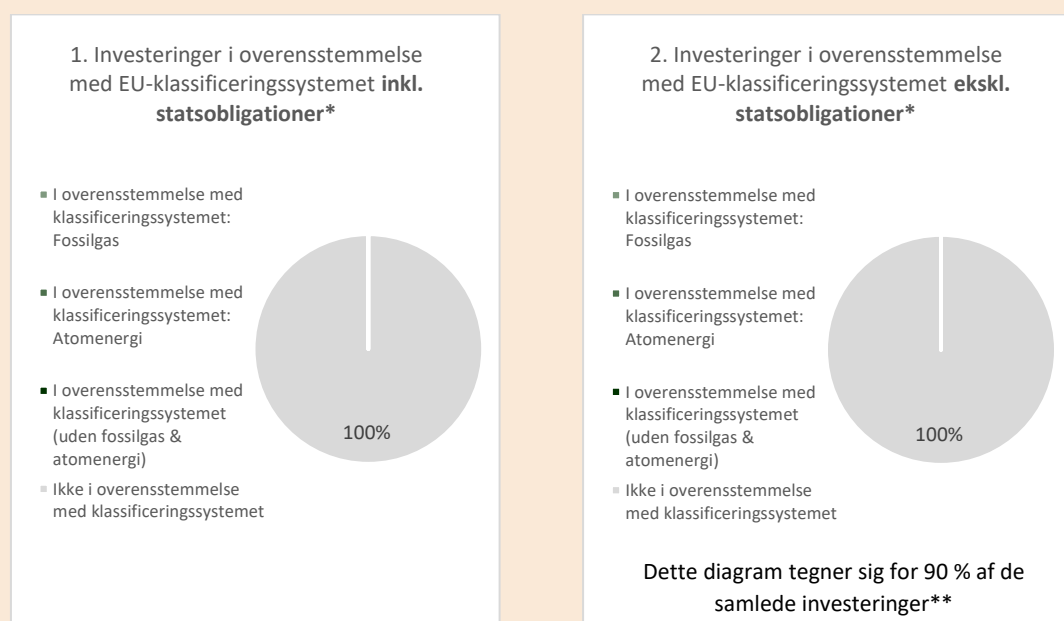 1. Investeringer i overensstemmelse
med EU-klassificeringssystemet inkl.
statsobligationer*
I overensstemmelse med
klassificeringssystemet:
Fossilgas
I overensstemmelse med
klassificeringssystemet:
Atomenergi
I overensstemmelse med
klassificeringssystemet
(uden fossilgas &
atomenergi)
Ikke i overensstemmelse
med klassificeringssystemet
100%
2. Investeringer i overensstemmelse
med EU-klassificeringssystemet ekskl.
statsobligationer*
I overensstemmelse med
klassificeringssystemet:
Fossilgas
I overensstemmelse med
klassificeringssystemet:
Atomenergi
I overensstemmelse med
klassificeringssystemet
(uden fossilgas &
atomenergi)
Ikke i overensstemmelse
med klassificeringssystemet
100%
Dette diagram tegner sig for 90 % af de
samlede investeringer**